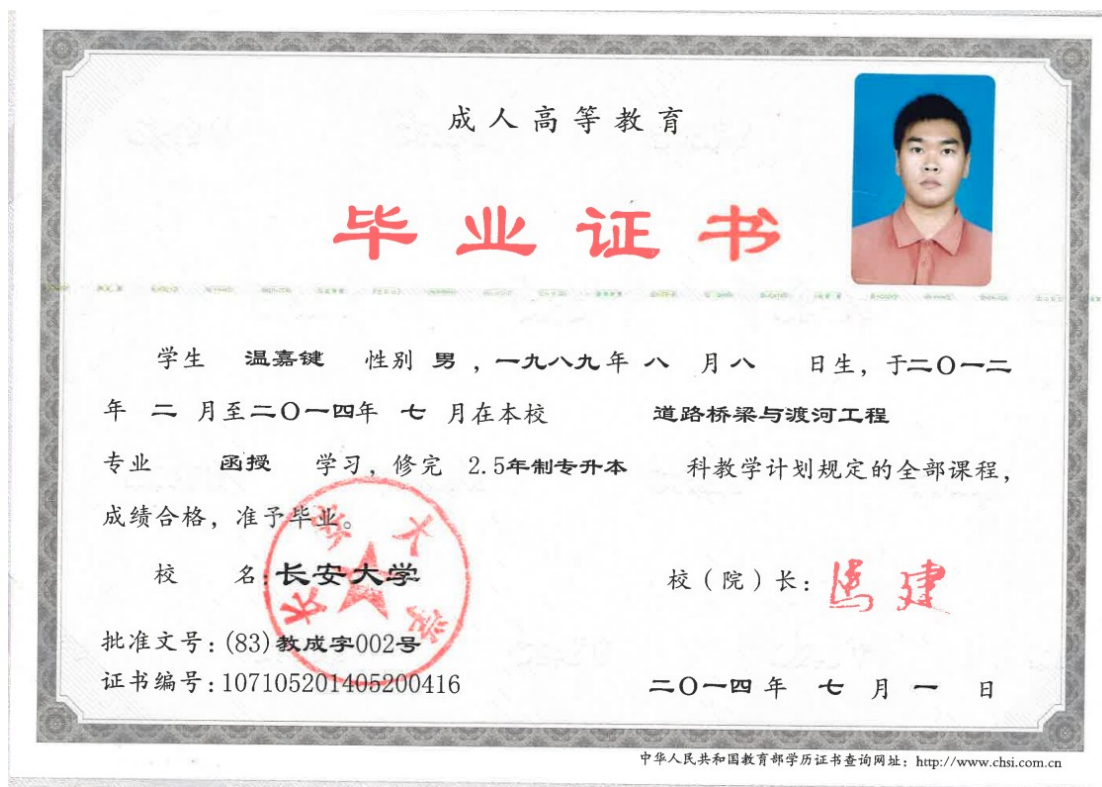 成人高等教育
毕业证书
学生 温嘉键 性别 男 , 一九八九年 八 月八 日生, 于二〇一二
年 二 月至二〇一四年 七 月在本校 道路桥梁与渡河工程
专业 函授 学习, 修完 2.5年制专升本 科教学计划规定的全部课程,
成绩合格, 准予毕业。
校 名: 长安大学
校（院）长: 马建
批准文号: (83)教成字002号
证书编号: 107105201405200416
二〇一四 年 七 月 一 日
中华人民共和国教育部学历证书查询网址: http://www.chsi.com.cn